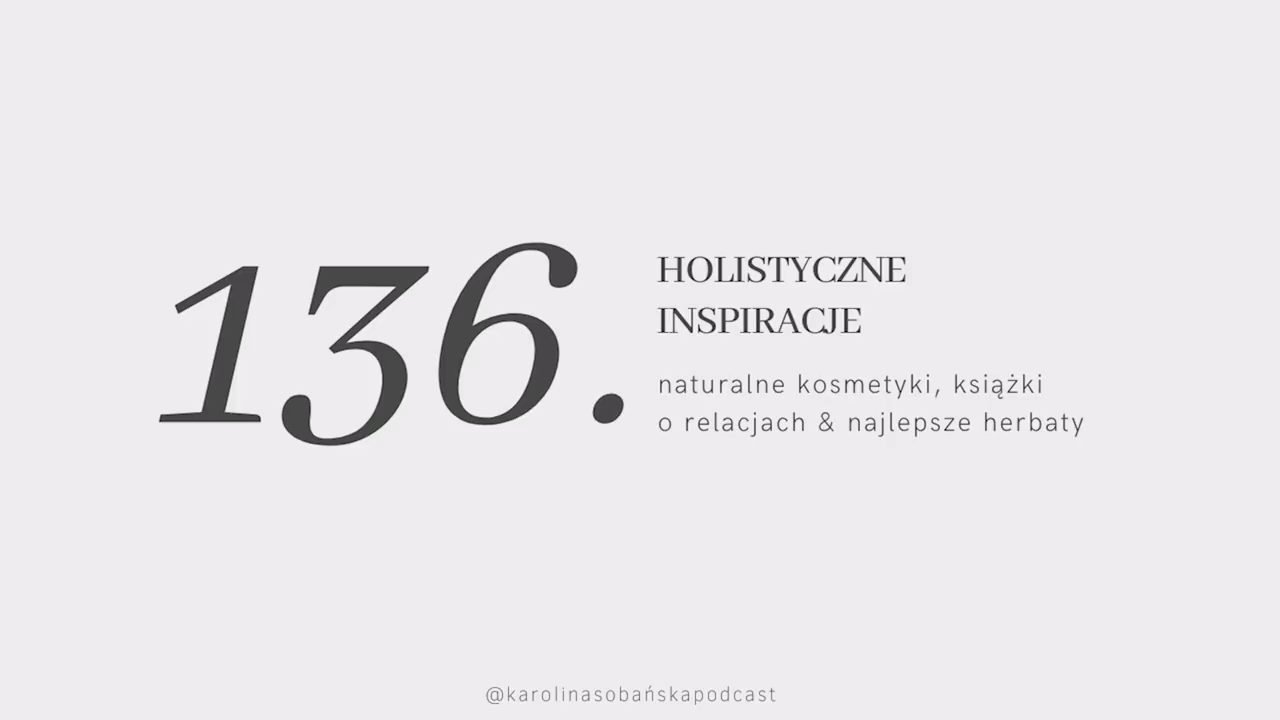 136.
HOLISTYCZNE
INSPIRACJE
naturalne kosmetyki, książki
o relacjach & najlepsze herbaty
@karolinasobańskapodcast